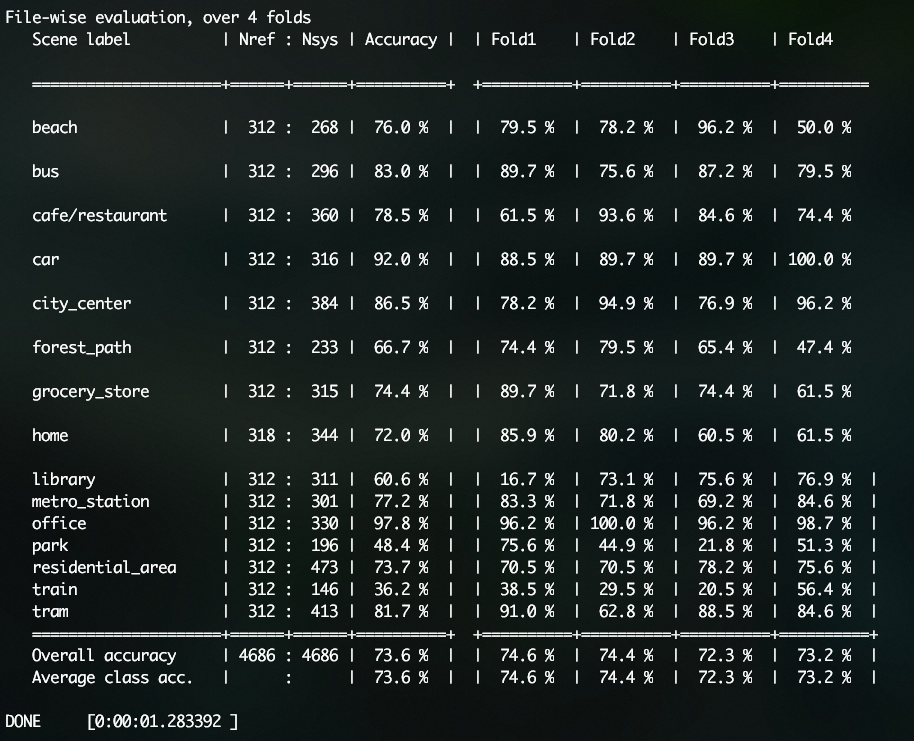 File-wise evaluation, over 4 folds
Scene label | Nref : Nsys | Accuracy | | Fold1 | Fold2 | Fold3 | Fold4
=====================+======+======+==========+ +==========+==========+==========+==========
beach | 312 : 268 | 76.0 % | | 79.5 % | 78.2 % | 96.2 % | 50.0 %
bus | 312 : 296 | 83.0 % | | 89.7 % | 75.6 % | 87.2 % | 79.5 %
cafe/restaurant | 312 : 360 | 78.5 % | | 61.5 % | 93.6 % | 84.6 % | 74.4 %
car | 312 : 316 | 92.0 % | | 88.5 % | 89.7 % | 89.7 % | 100.0 %
city_center | 312 : 384 | 86.5 % | | 78.2 % | 94.9 % | 76.9 % | 96.2 %
forest_path | 312 : 233 | 66.7 % | | 74.4 % | 79.5 % | 65.4 % | 47.4 %
grocery_store | 312 : 315 | 74.4 % | | 89.7 % | 71.8 % | 74.4 % | 61.5 %
home | 318 : 344 | 72.0 % | | 85.9 % | 80.2 % | 60.5 % | 61.5 %
library | 312 : 311 | 60.6 % | | 16.7 % | 73.1 % | 75.6 % | 76.9 % |
metro_station | 312 : 301 | 77.2 % | | 83.3 % | 71.8 % | 69.2 % | 84.6 % |
office | 312 : 330 | 97.8 % | | 96.2 % | 100.0 % | 96.2 % | 98.7 % |
park | 312 : 196 | 48.4 % | | 75.6 % | 44.9 % | 21.8 % | 51.3 % |
residential_area | 312 : 473 | 73.7 % | | 70.5 % | 70.5 % | 78.2 % | 75.6 % |
train | 312 : 146 | 36.2 % | | 38.5 % | 29.5 % | 20.5 % | 56.4 % |
tram | 312 : 413 | 81.7 % | | 91.0 % | 62.8 % | 88.5 % | 84.6 % |
=====================+======+======+==========+ +==========+==========+==========+==========+
Overall accuracy | 4686 : 4686 | 73.6 % | | 74.6 % | 74.4 % | 72.3 % | 73.2 % |
Average class acc. | : | 73.6 % | | 74.6 % | 74.4 % | 72.3 % | 73.2 % |
DONE [0:00:01.283392 ]